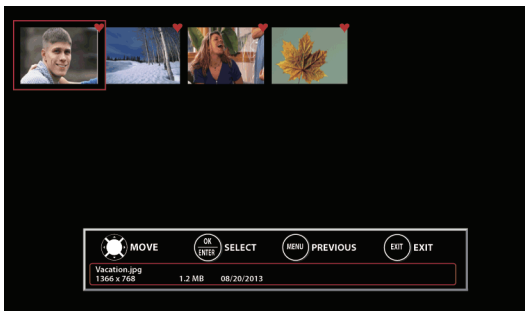 MOVE
OK
ENTER
SELECT
MENU
PREVIOUS
EXIT
EXIT
Vacation.jpg
1366 x 768 1.2 MB 08/20/2013